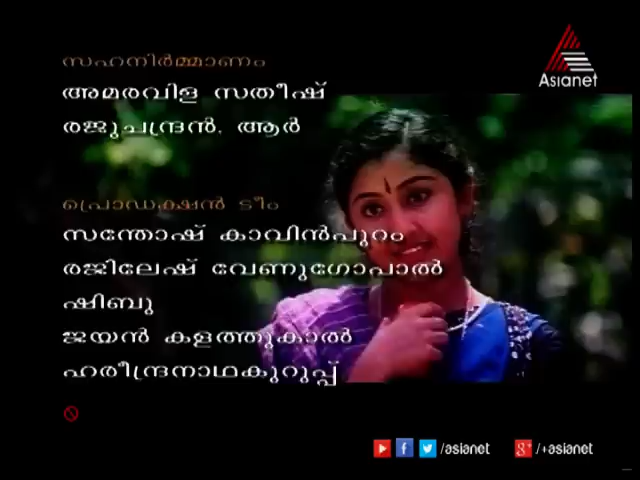 Asianet
സഹനിർമ്മാണം
അമരവിള സതീഷ്
രജുചന്ദ്രൻ. ആർ
പ്രൊഡക്ഷൻ ടീം
സന്തോഷ് കാവിൻപുറം
രജിലേഷ് വേണുഗോപാൽ
ഷിബു
ജയൻ കളത്തുകാൽ
ഹരീന്ദ്രനാഥകുറുപ്പ്
/asianet /+asianet